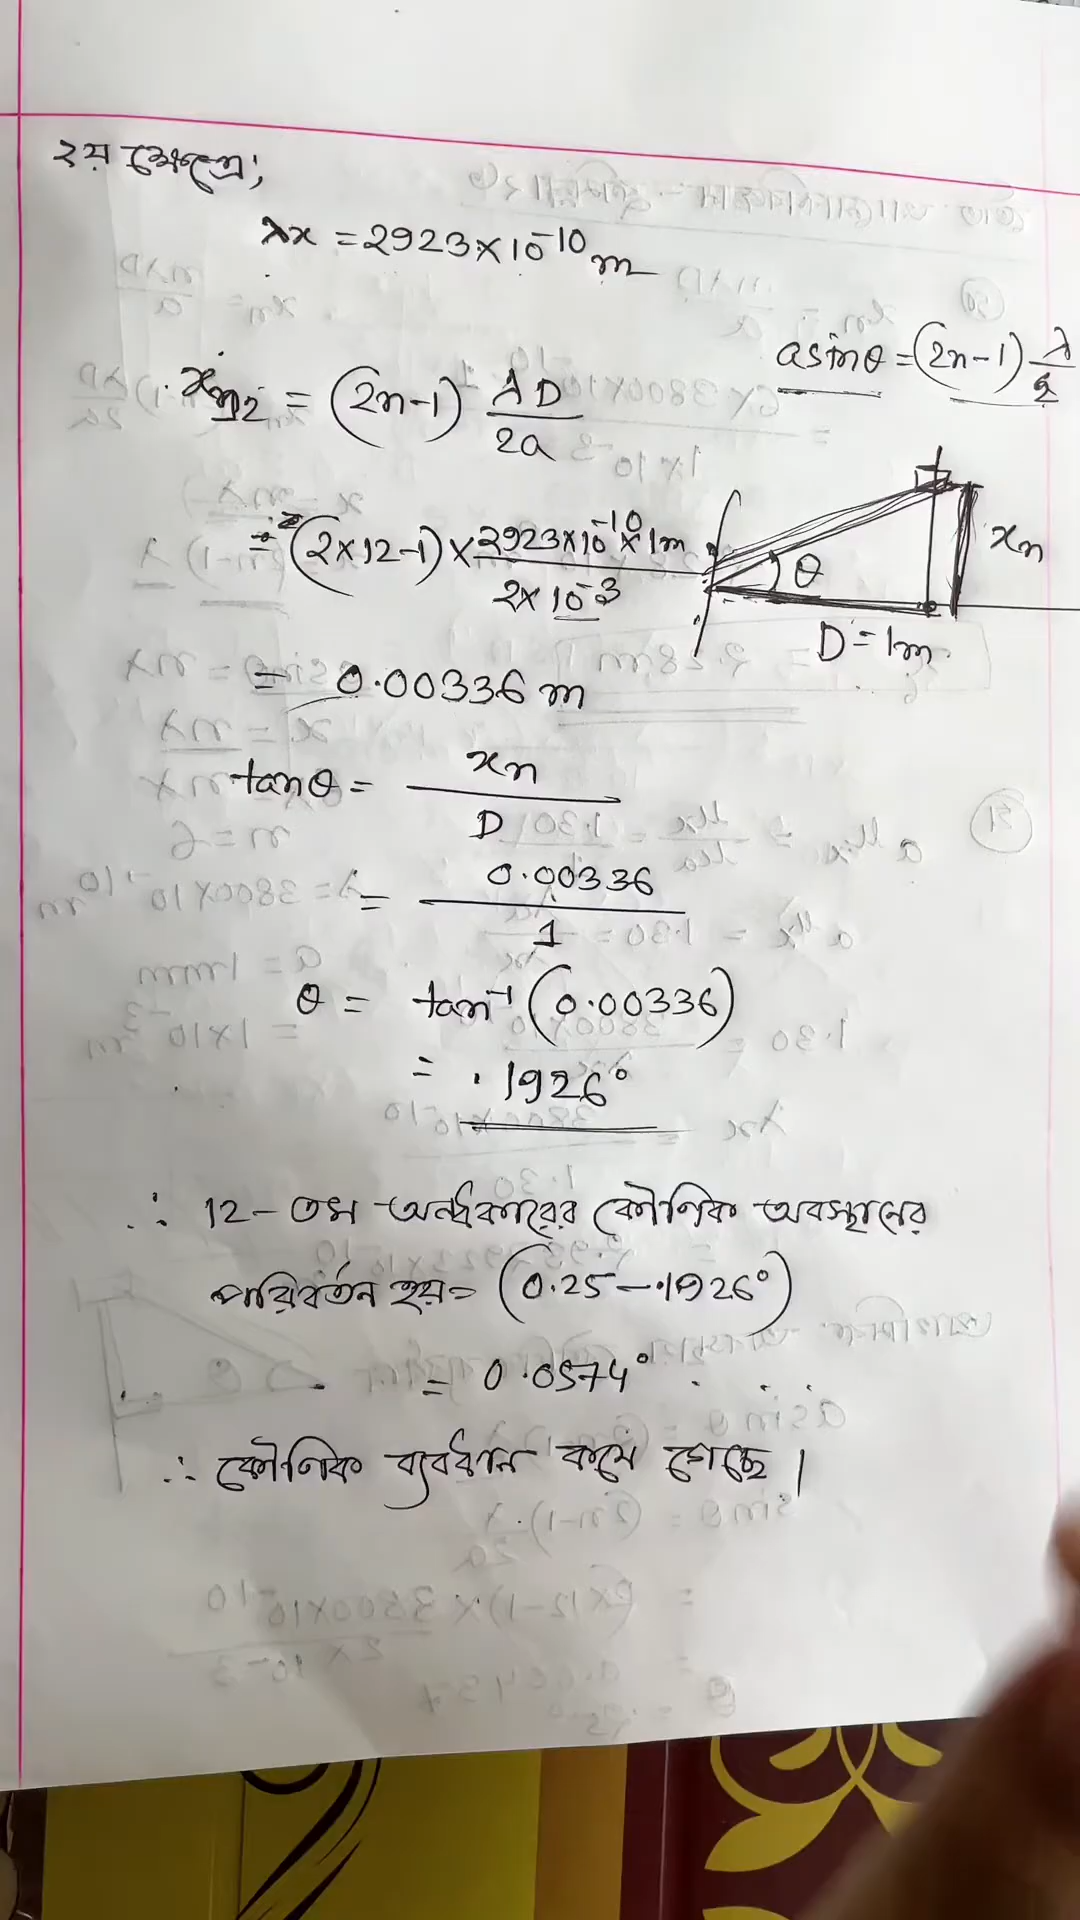 ২য় ক্ষেত্রে;
λx = 2923×10^-10 m
a sinθ = (2n-1) λ/2
xn2 = (2n-1) λD/2a
= (2×12-1) × 2923×10^-10 × 1m / 2×10^-3
xn
θ
D = 1m.
= 0.00336 m
tanθ = xn/D
= 0.00336/1
θ = tan^-1 (0.00336)
= .1926°
∴ 12-তম অন্ধকারের কৌণিক অবস্থানের
পরিবর্তন হয় = (0.25 - .1926°)
= 0.0574°
∴ কৌণিক ব্যবধান কমে গেছে।